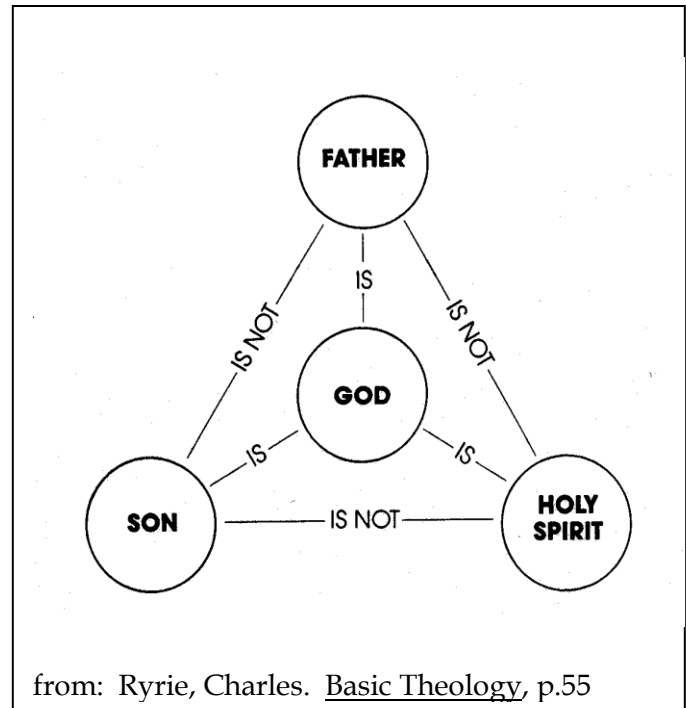 FATHER
IS
IS NOT
IS NOT
GOD
IS
IS
SON
IS NOT
HOLY
SPIRIT
from: Ryrie, Charles. Basic Theology, p.55